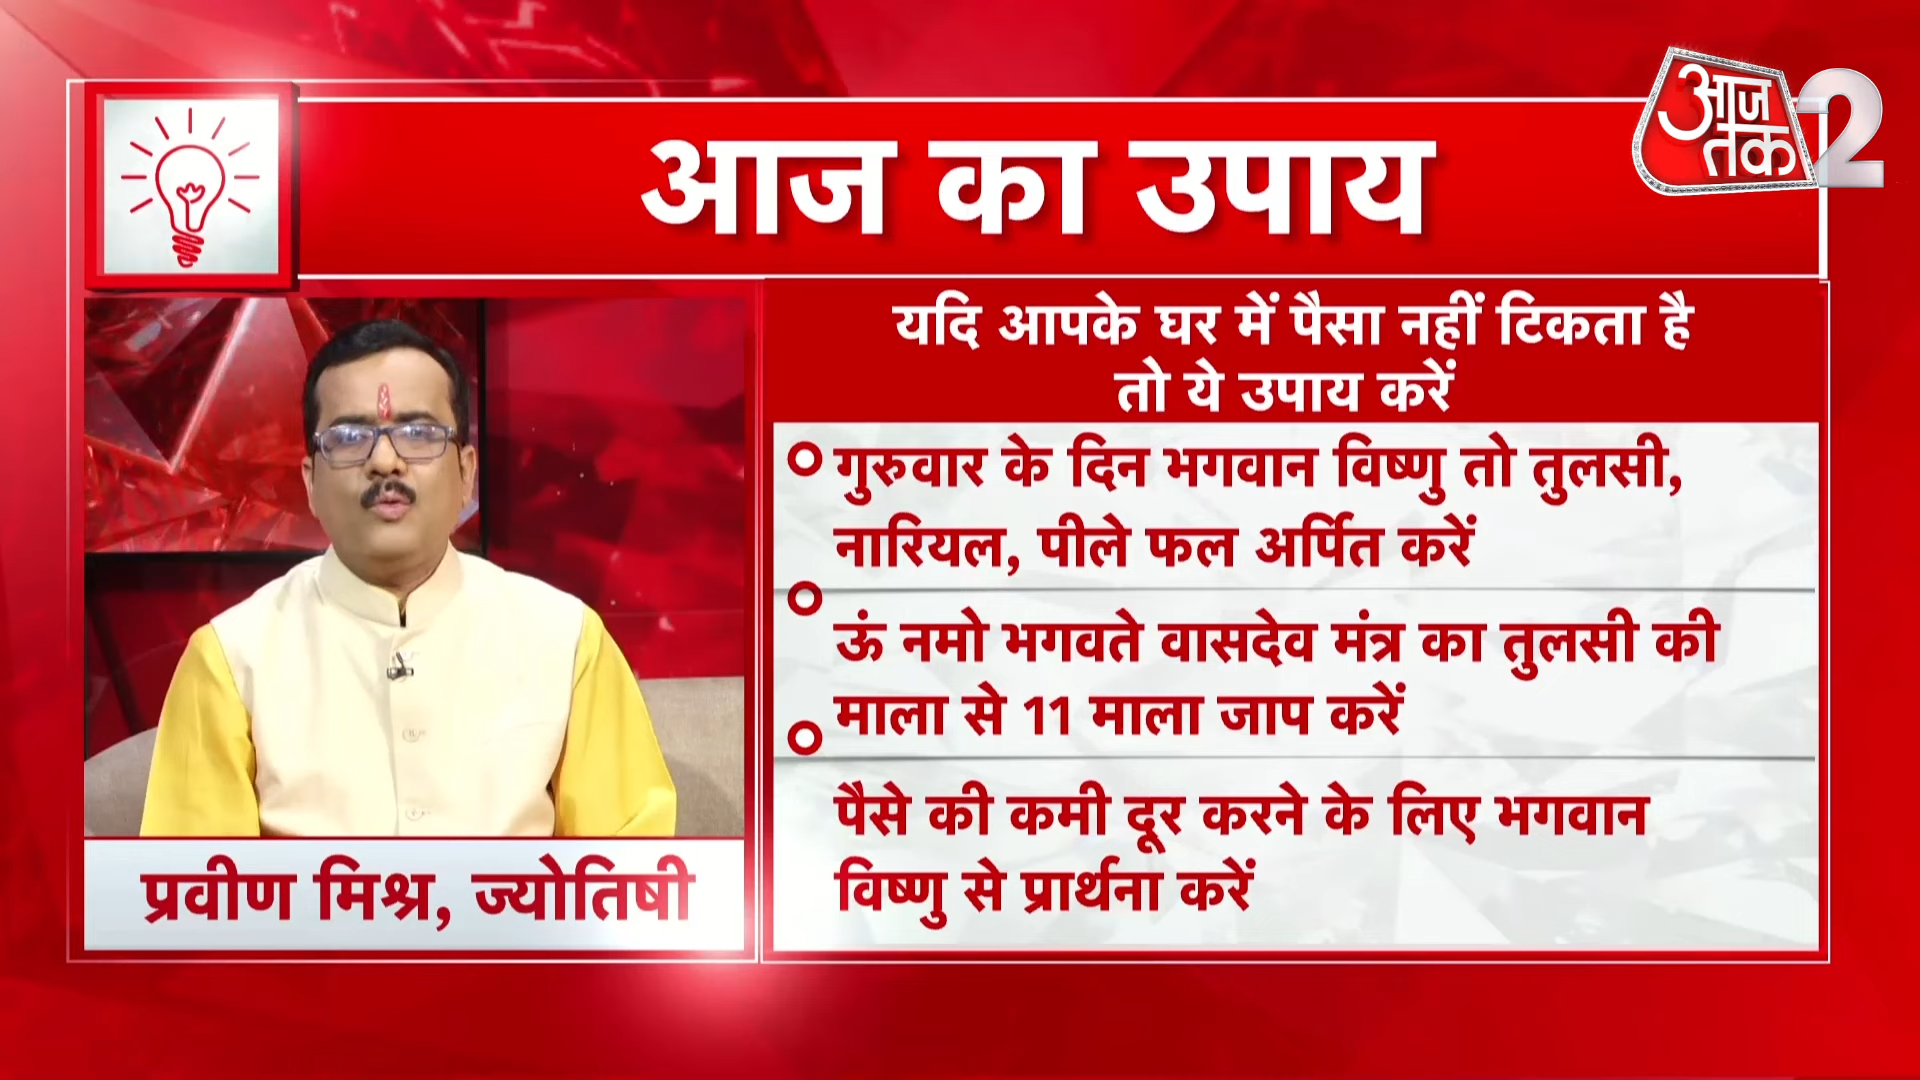 आज तक 2
आज का उपाय
यदि आपके घर में पैसा नहीं टिकता है
तो ये उपाय करें
गुरुवार के दिन भगवान विष्णु तो तुलसी,
नारियल, पीले फल अर्पित करें
ऊं नमो भगवते वासदेव मंत्र का तुलसी की
माला से 11 माला जाप करें
पैसे की कमी दूर करने के लिए भगवान
विष्णु से प्रार्थना करें
प्रवीण मिश्र, ज्योतिषी